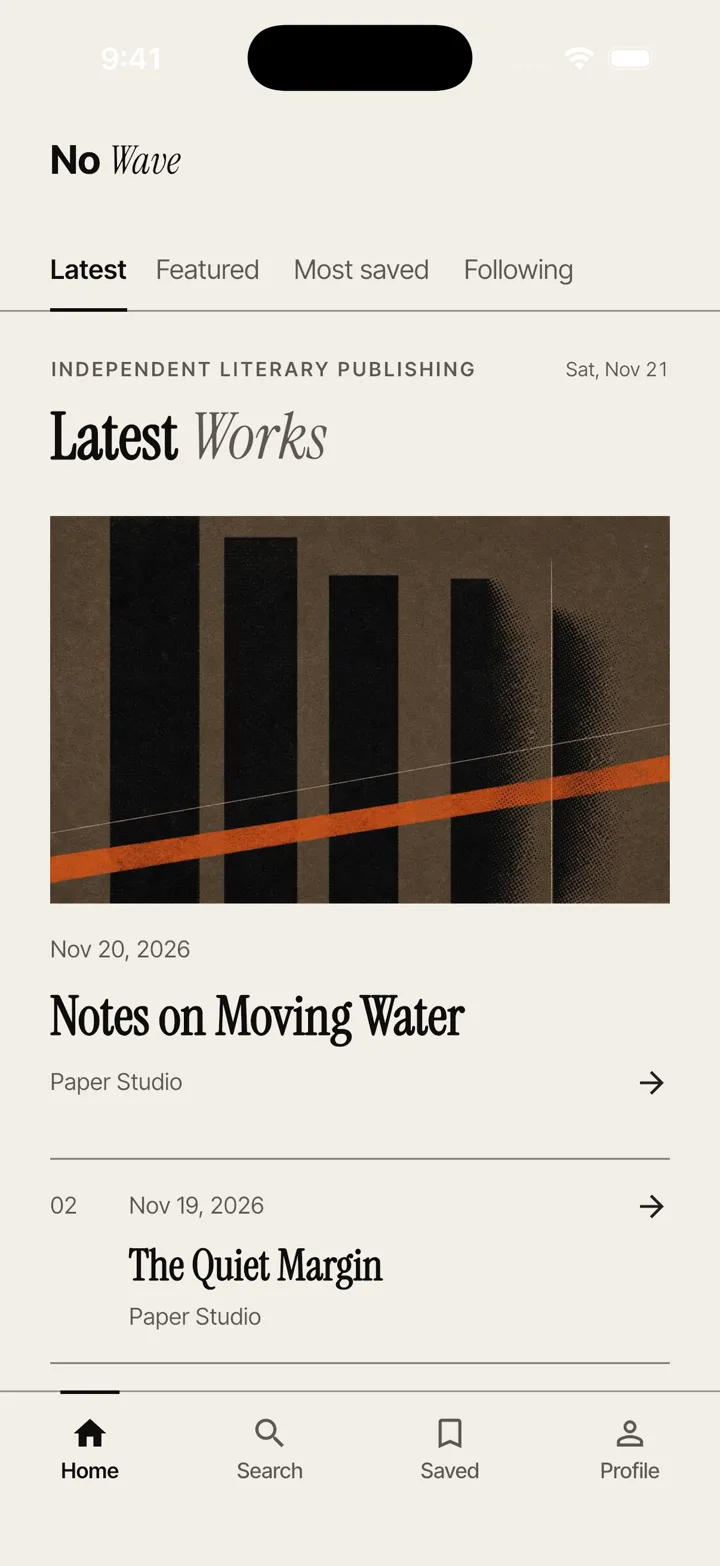 9:41
No Wave
Latest Featured Most saved Following
INDEPENDENT LITERARY PUBLISHING Sat, Nov 21
Latest Works
Nov 20, 2026
Notes on Moving Water
Paper Studio
02 Nov 19, 2026
The Quiet Margin
Paper Studio
Home Search Saved Profile